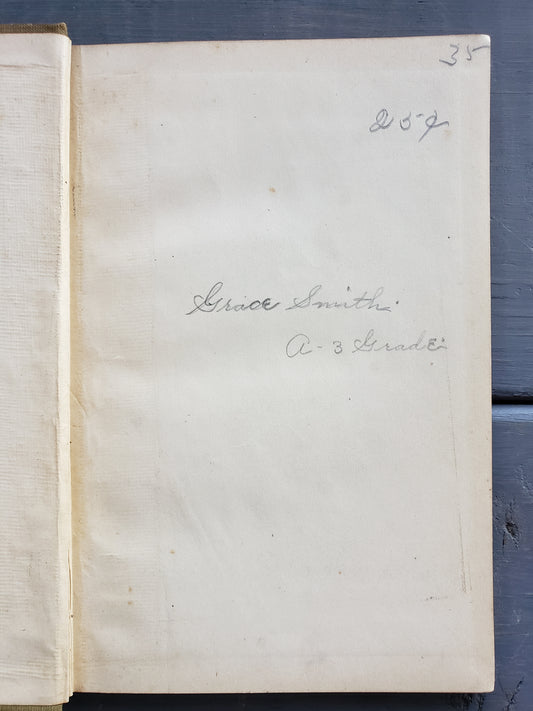 35
25¢
Grace Smith.
A-3 Grade.